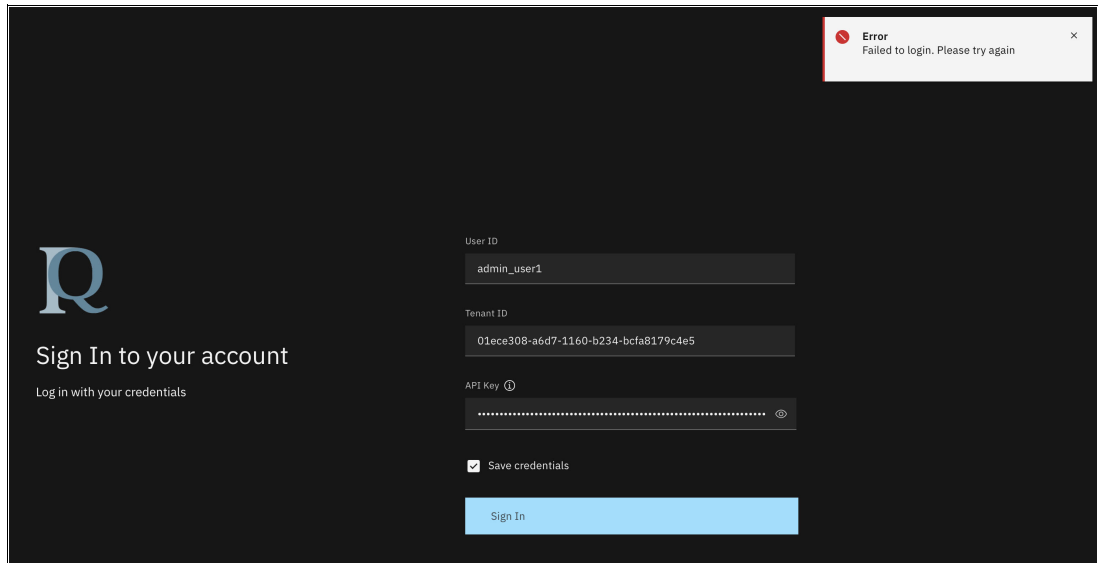 Error
Failed to login. Please try again
IQ
Sign In to your account
Log in with your credentials
User ID
admin_user1
Tenant ID
01ece308-a6d7-1160-b234-bcfa8179c4e5
API Key
Save credentials
Sign In